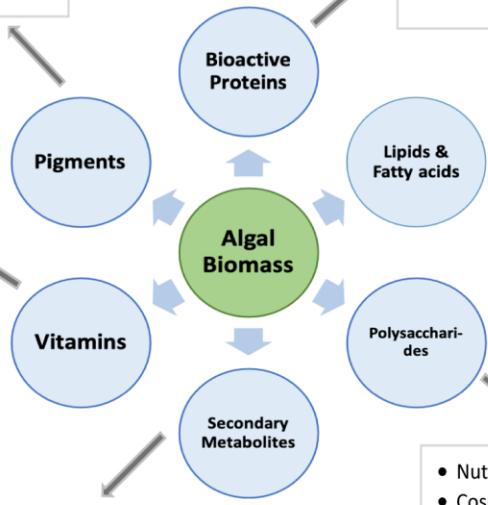 Bioactive
Proteins
Pigments
Lipids &
Fatty acids
Algal
Biomass
Vitamins
Polysacchari-
des
Secondary
Metabolites
• Nut
• Cos